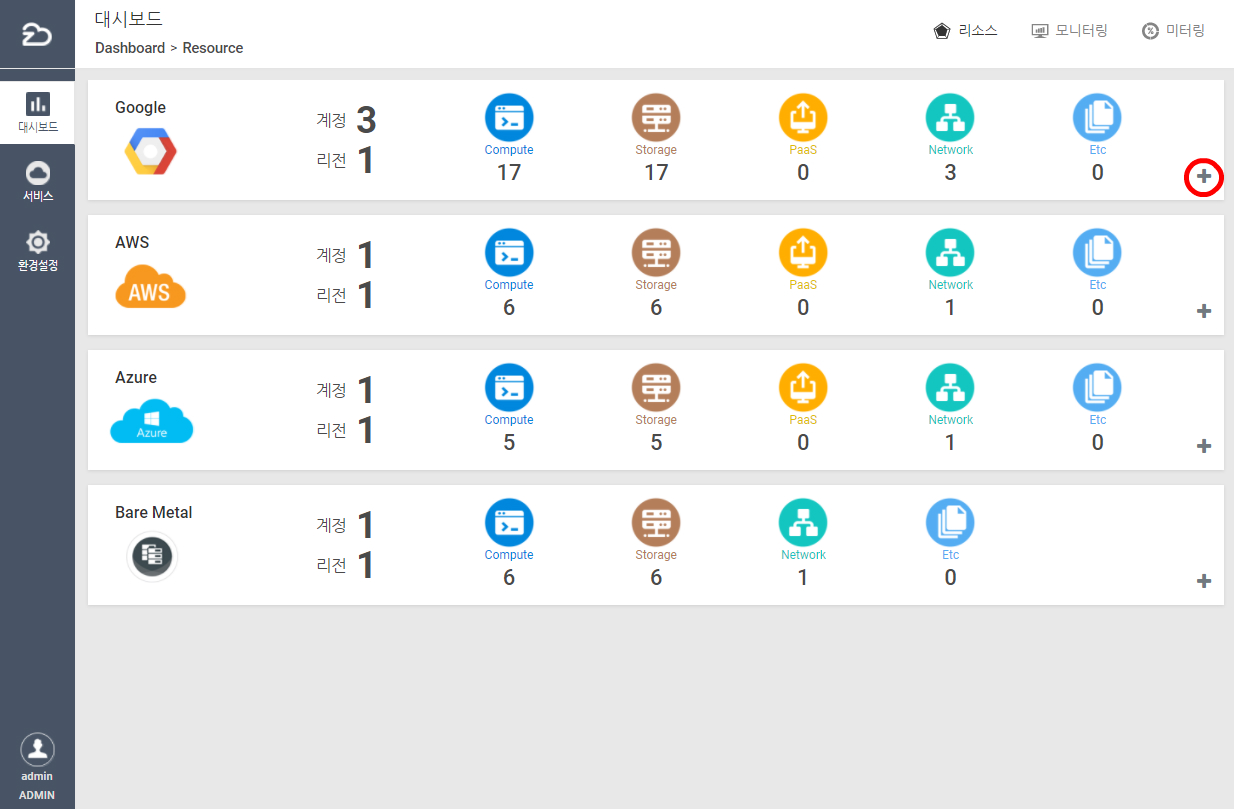 대시보드
Dashboard > Resource
리소스
모니터링
미터링
대시보드
서비스
환경설정
admin
ADMIN
Google
계정 3
리전 1
Compute
17
Storage
17
PaaS
0
Network
3
Etc
0
AWS
AWS
계정 1
리전 1
Compute
6
Storage
6
PaaS
0
Network
1
Etc
0
Azure
Azure
계정 1
리전 1
Compute
5
Storage
5
PaaS
0
Network
1
Etc
0
Bare Metal
계정 1
리전 1
Compute
6
Storage
6
Network
1
Etc
0